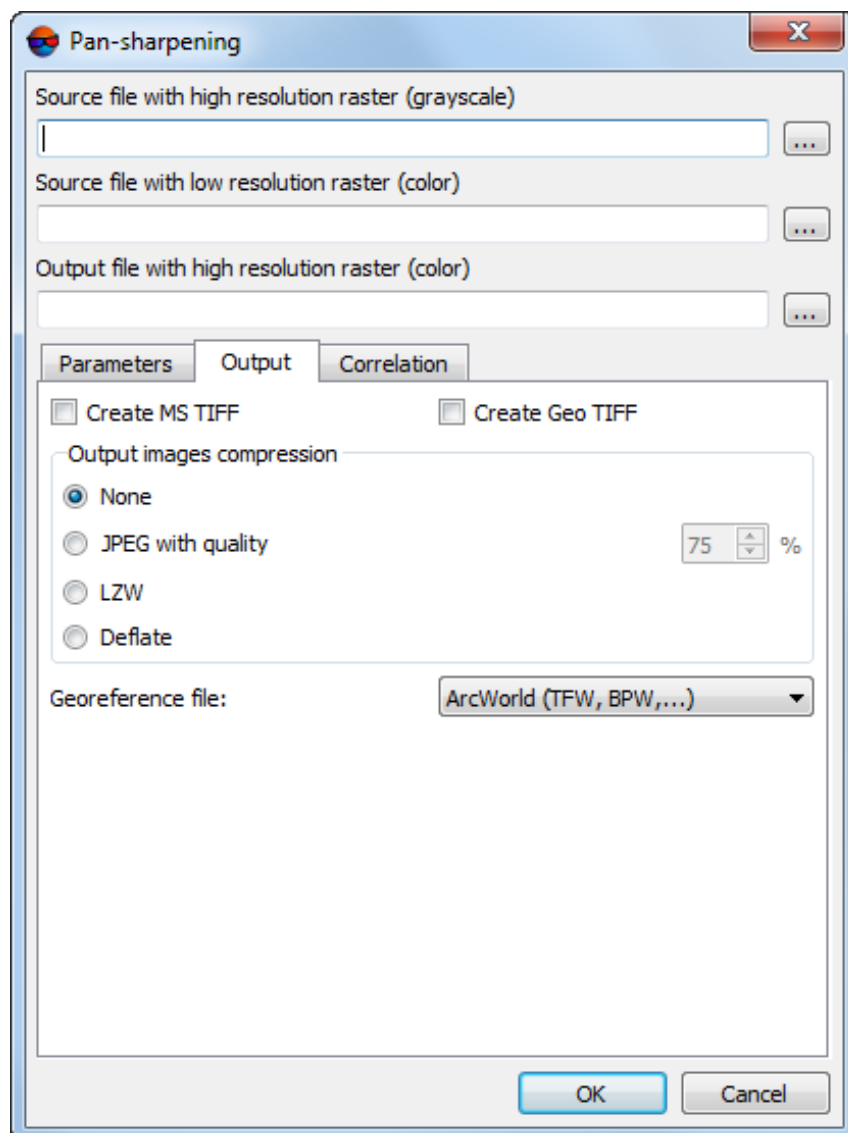 Pan-sharpening
Source file with high resolution raster (grayscale)
...
Source file with low resolution raster (color)
...
Output file with high resolution raster (color)
...
Parameters Output Correlation
Create MS TIFF Create Geo TIFF
Output images compression
None
JPEG with quality 75 %
LZW
Deflate
Georeference file: ArcWorld (TFW, BPW,...)
OK Cancel